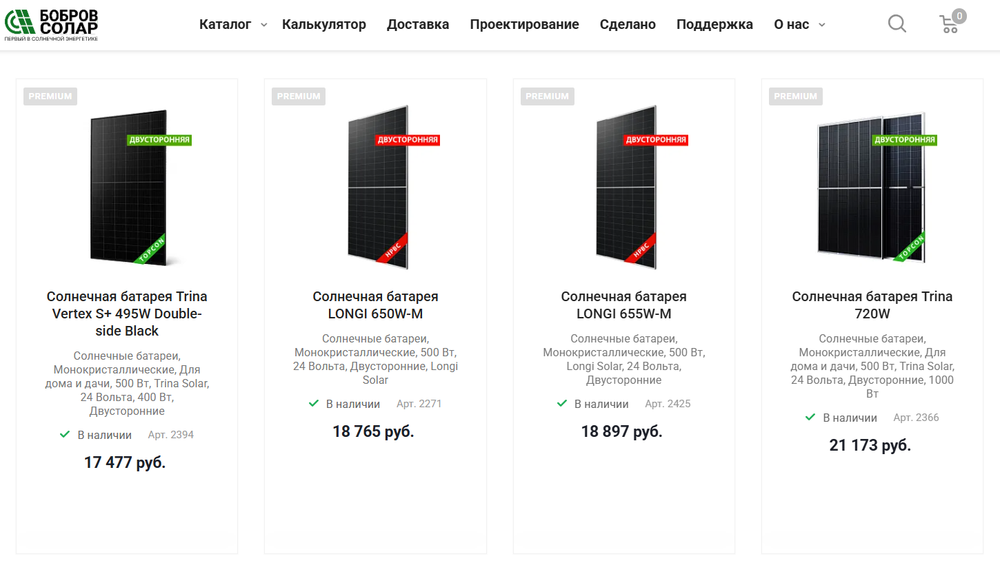 БОБРОВ
СОЛАР
ПЕРВЫЙ В СОЛНЕЧНОЙ ЭНЕРГЕТИКЕ
Каталог Калькулятор Доставка Проектирование Сделано Поддержка О нас 0
PREMIUM
ДВУСТОРОННЯЯ
TOPCON
Солнечная батарея Trina
Vertex S+ 495W Double-
side Black
Солнечные батареи,
Монокристаллические, Для
дома и дачи, 500 Вт, Trina Solar,
24 Вольта, 400 Вт,
Двусторонние
В наличии Арт. 2394
17 477 руб.
PREMIUM
ДВУСТОРОННЯЯ
HPBC
Солнечная батарея
LONGI 650W-M
Солнечные батареи,
Монокристаллические, 500 Вт,
24 Вольта, Двусторонние, Longi
Solar
В наличии Арт. 2271
18 765 руб.
PREMIUM
ДВУСТОРОННЯЯ
HPBC
Солнечная батарея
LONGI 655W-M
Солнечные батареи,
Монокристаллические, 500 Вт,
Longi Solar, 24 Вольта,
Двусторонние
В наличии Арт. 2425
18 897 руб.
PREMIUM
ДВУСТОРОННЯЯ
TOPCON
Солнечная батарея Trina
720W
Солнечные батареи,
Монокристаллические, Для
дома и дачи, 500 Вт, Trina Solar,
24 Вольта, Двусторонние, 1000
Вт
В наличии Арт. 2366
21 173 руб.